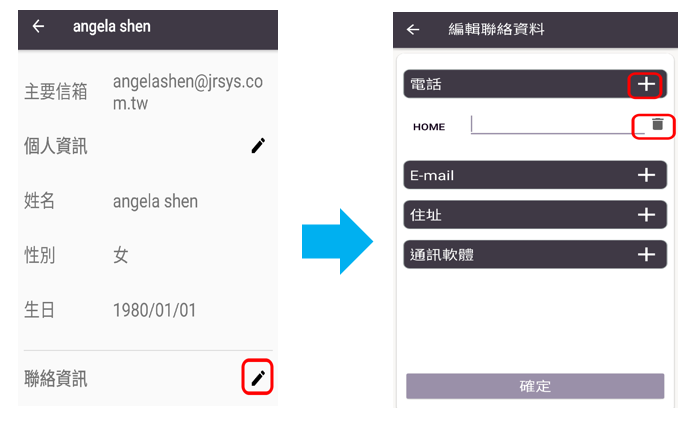 angela shen
主要信箱
angelashen@jrsys.co
m.tw
個人資訊
姓名
angela shen
性別
女
生日
1980/01/01
聯絡資訊
編輯聯絡資料
電話
HOME
E-mail
住址
通訊軟體
確定